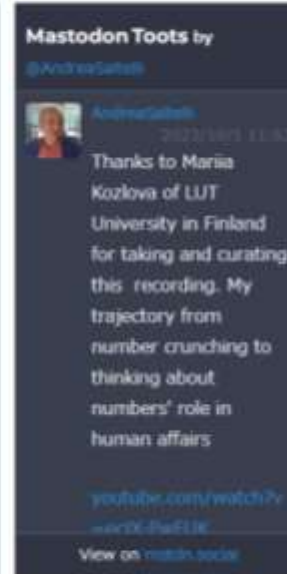 Mastodon Toots by
@AndreaSaltelli
AndreaSaltelli
Thanks to Mariia
Kozlova of LUT
University in Finland
for taking and curating
this recording. My
trajectory from
number crunching to
thinking about
numbers' role in
human affairs
youtube.com/watch?v
View on mstdn.social